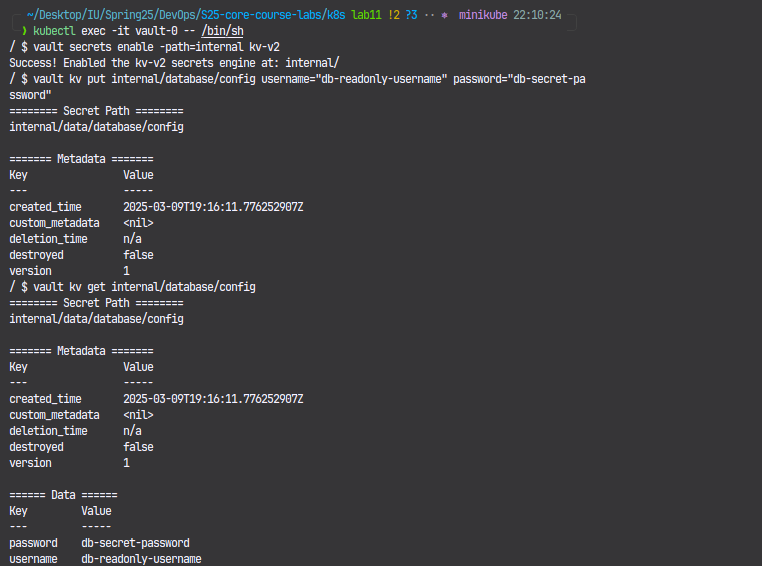 ~/Desktop/IU/Spring25/DevOps/S25-core-course-labs/k8s lab11 !2 ?3 ·· ⎈ minikube 22:10:24
❯ kubectl exec -it vault-0 -- /bin/sh
/ $ vault secrets enable -path=internal kv-v2
Success! Enabled the kv-v2 secrets engine at: internal/
/ $ vault kv put internal/database/config username="db-readonly-username" password="db-secret-pa
ssword"
======== Secret Path ========
internal/data/database/config

======= Metadata =======
Key                Value
---                -----
created_time       2025-03-09T19:16:11.776252907Z
custom_metadata    <nil>
deletion_time      n/a
destroyed          false
version            1
/ $ vault kv get internal/database/config
======== Secret Path ========
internal/data/database/config

======= Metadata =======
Key                Value
---                -----
created_time       2025-03-09T19:16:11.776252907Z
custom_metadata    <nil>
deletion_time      n/a
destroyed          false
version            1

====== Data ======
Key         Value
---         -----
password    db-secret-password
username    db-readonly-username